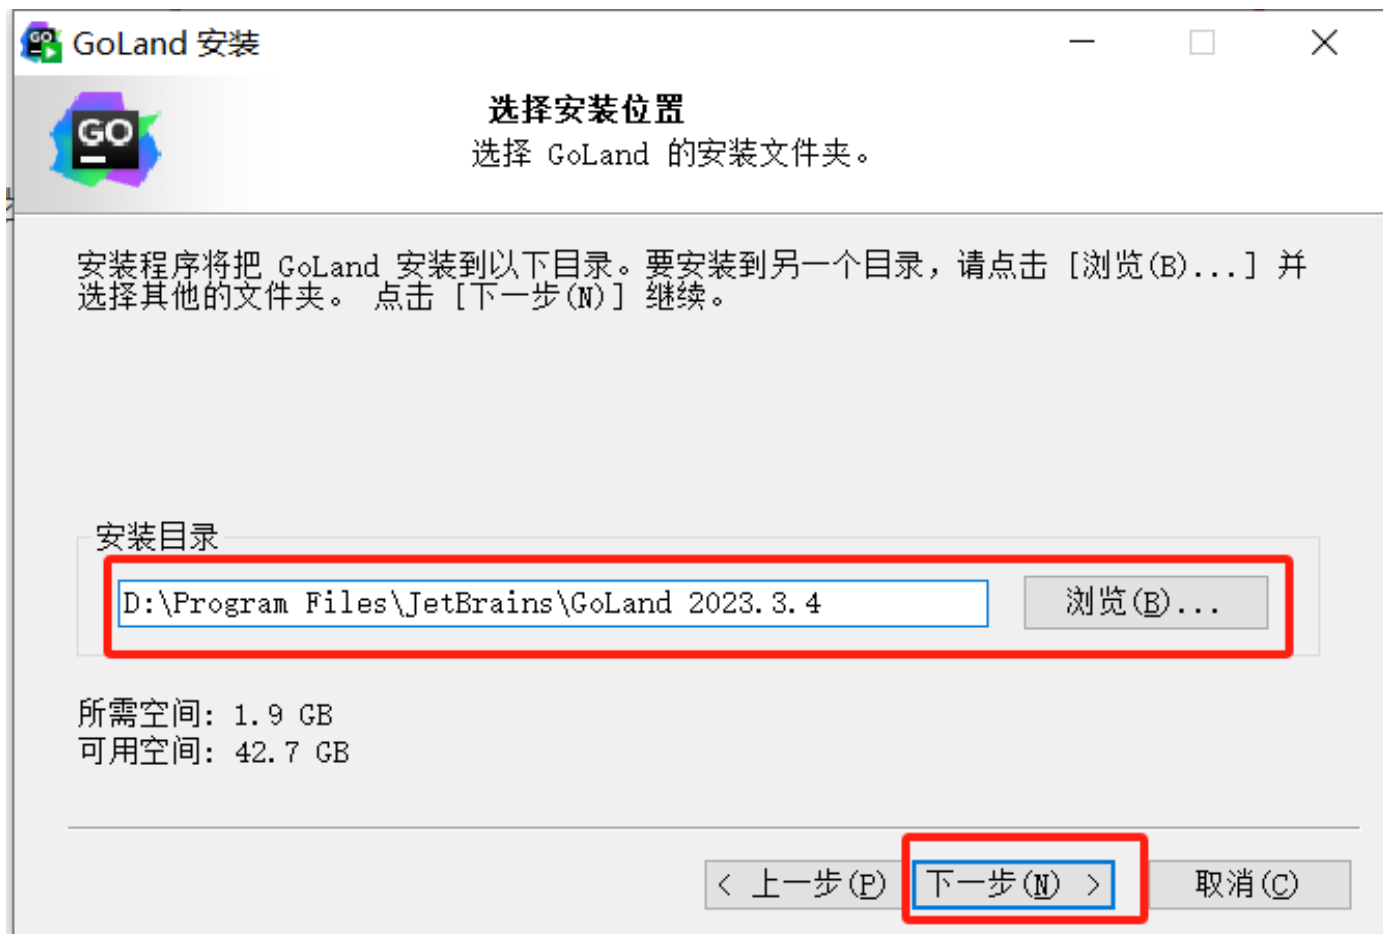 GoLand 安装
GO
选择安装位置
选择 GoLand 的安装文件夹。
安装程序将把 GoLand 安装到以下目录。要安装到另一个目录，请点击 [浏览(B)...] 并
选择其他的文件夹。 点击 [下一步(N)] 继续。
安装目录
D:\Program Files\JetBrains\GoLand 2023.3.4
浏览(B)...
所需空间: 1.9 GB
可用空间: 42.7 GB
< 上一步(P)
下一步(N) >
取消(C)